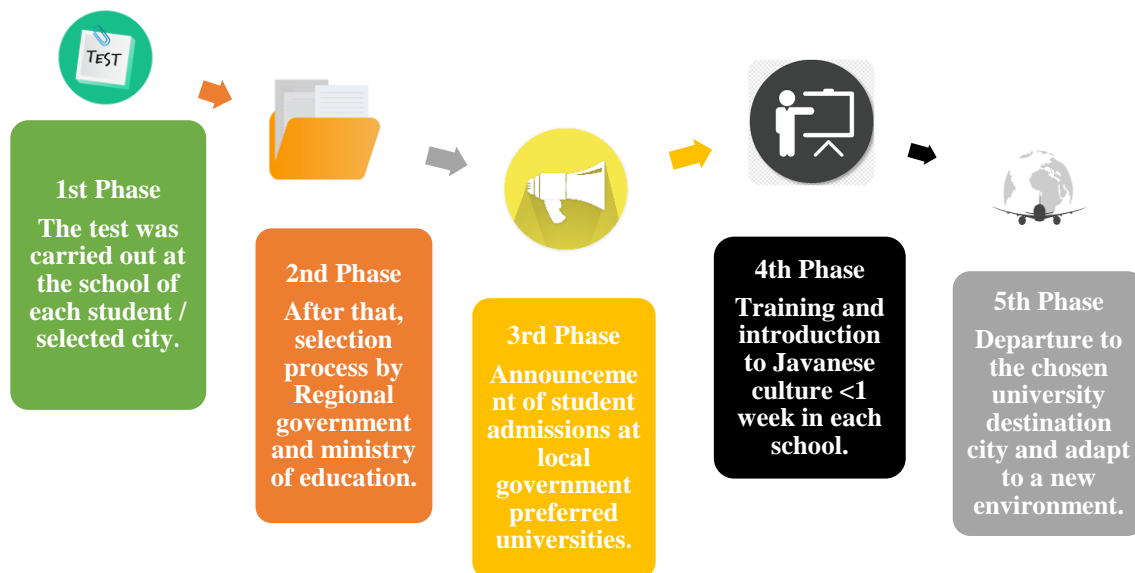 TEST
1st Phase
The test was
carried out at
the school of
each student /
selected city.
2nd Phase
After that,
selection
process by
Regional
government
and ministry
of education.
3rd Phase
Announceme
nt of student
admissions at
local
government
preferred
universities.
4th Phase
Training and
introduction
to Javanese
culture <1
week in each
school.
5th Phase
Departure to
the chosen
university
destination
city and adapt
to a new
environment.